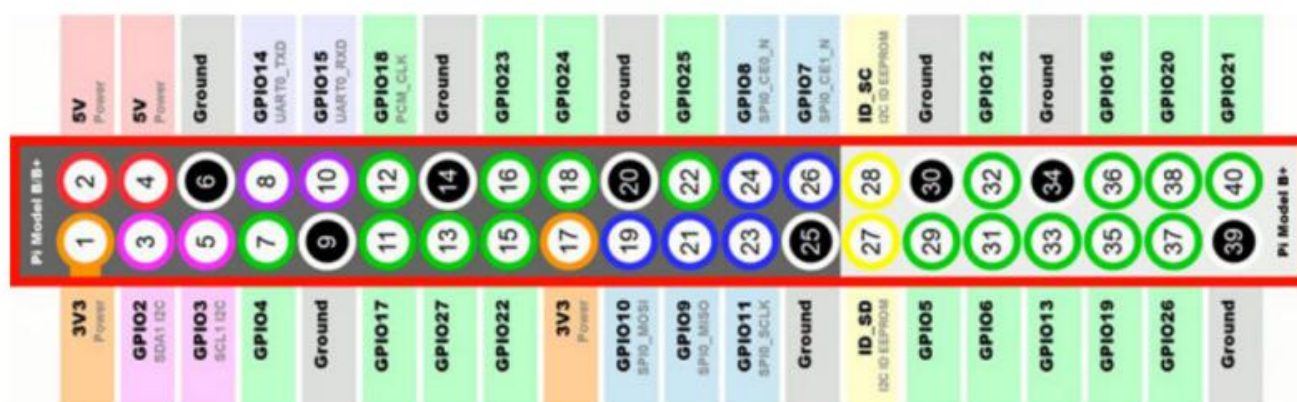 5V
Power
5V
Power
Ground
GPIO14
UART0_TXD
GPIO15
UART0_RXD
GPIO18
PCM_CLK
Ground
GPIO23
GPIO24
Ground
GPIO25
GPIO8
SPI0_CE0_N
GPIO7
SPI0_CE1_N
ID_SC
I2C ID EEPROM
Ground
GPIO12
Ground
GPIO16
GPIO20
GPIO21
Pi Model B/B+
2
4
6
8
10
12
14
16
18
20
22
24
26
28
30
32
34
36
38
40
Pi Model B+
1
3
5
7
9
11
13
15
17
19
21
23
25
27
29
31
33
35
37
39
3V3
Power
GPIO2
SDA1 I2C
GPIO3
SCL1 I2C
GPIO4
Ground
GPIO17
GPIO27
GPIO22
3V3
Power
GPIO10
SPI0_MOSI
GPIO9
SPI0_MISO
GPIO11
SPI0_SCLK
Ground
ID_SD
I2C ID EEPROM
GPIO5
GPIO6
GPIO13
GPIO19
GPIO26
Ground